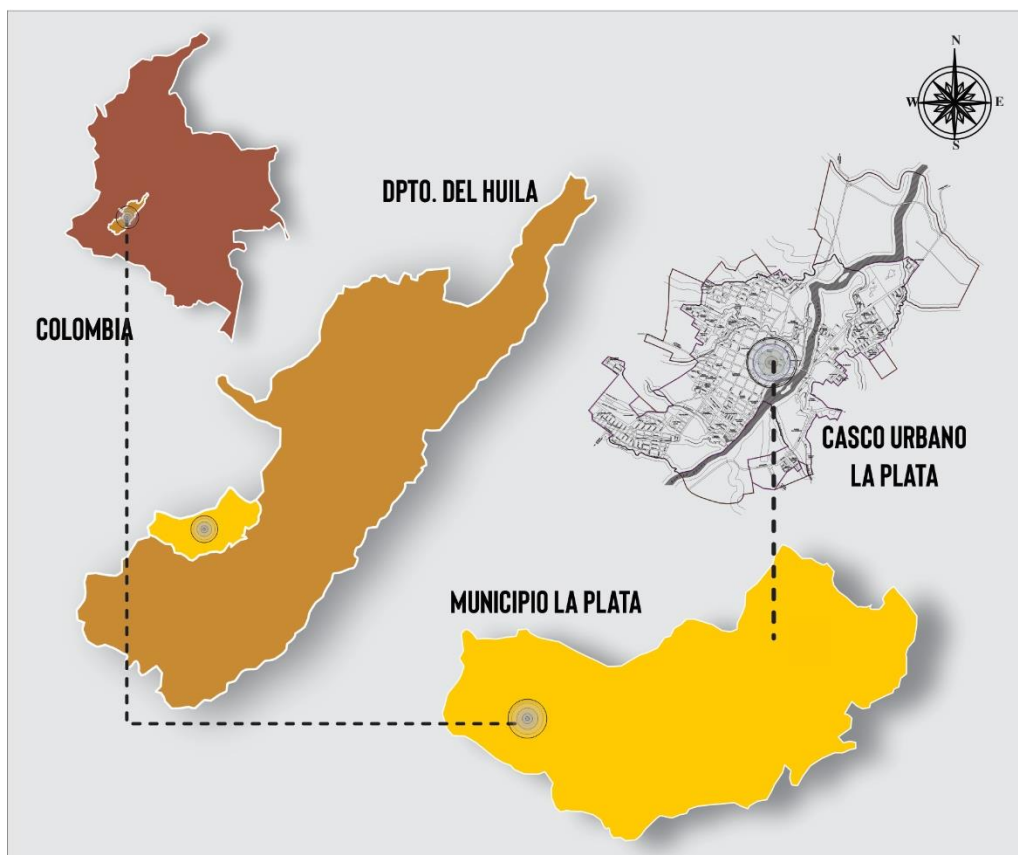 N
W E
S
DPTO. DEL HUILA
COLOMBIA
CASCO URBANO
LA PLATA
MUNICIPIO LA PLATA